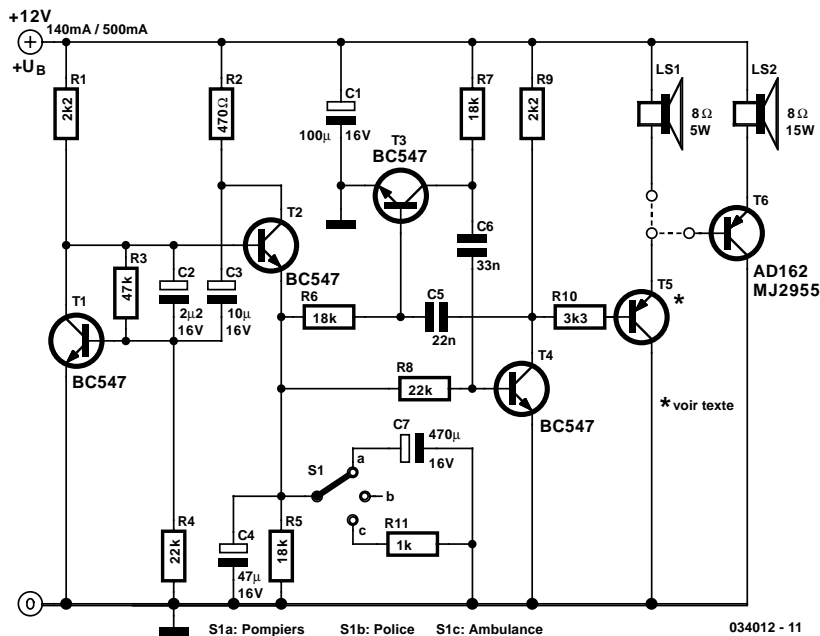 +12V
140mA / 500mA
+
+UB
R1
2k2
R2
470Ω
C1
100µ
16V
R7
18k
R9
2k2
LS1
8Ω
5W
LS2
8Ω
15W
T3
BC547
T2
BC547
C6
33n
T6
AD162
MJ2955
R3
47k
C2
2µ2
16V
C3
10µ
16V
T1
BC547
R6
18k
C5
22n
R10
3k3
T5
*
R8
22k
T4
BC547
* voir texte
C7
470µ
16V
S1
a
b
c
R4
22k
C4
47µ
16V
R5
18k
R11
1k
0
S1a: Pompiers S1b: Police S1c: Ambulance
034012 - 11